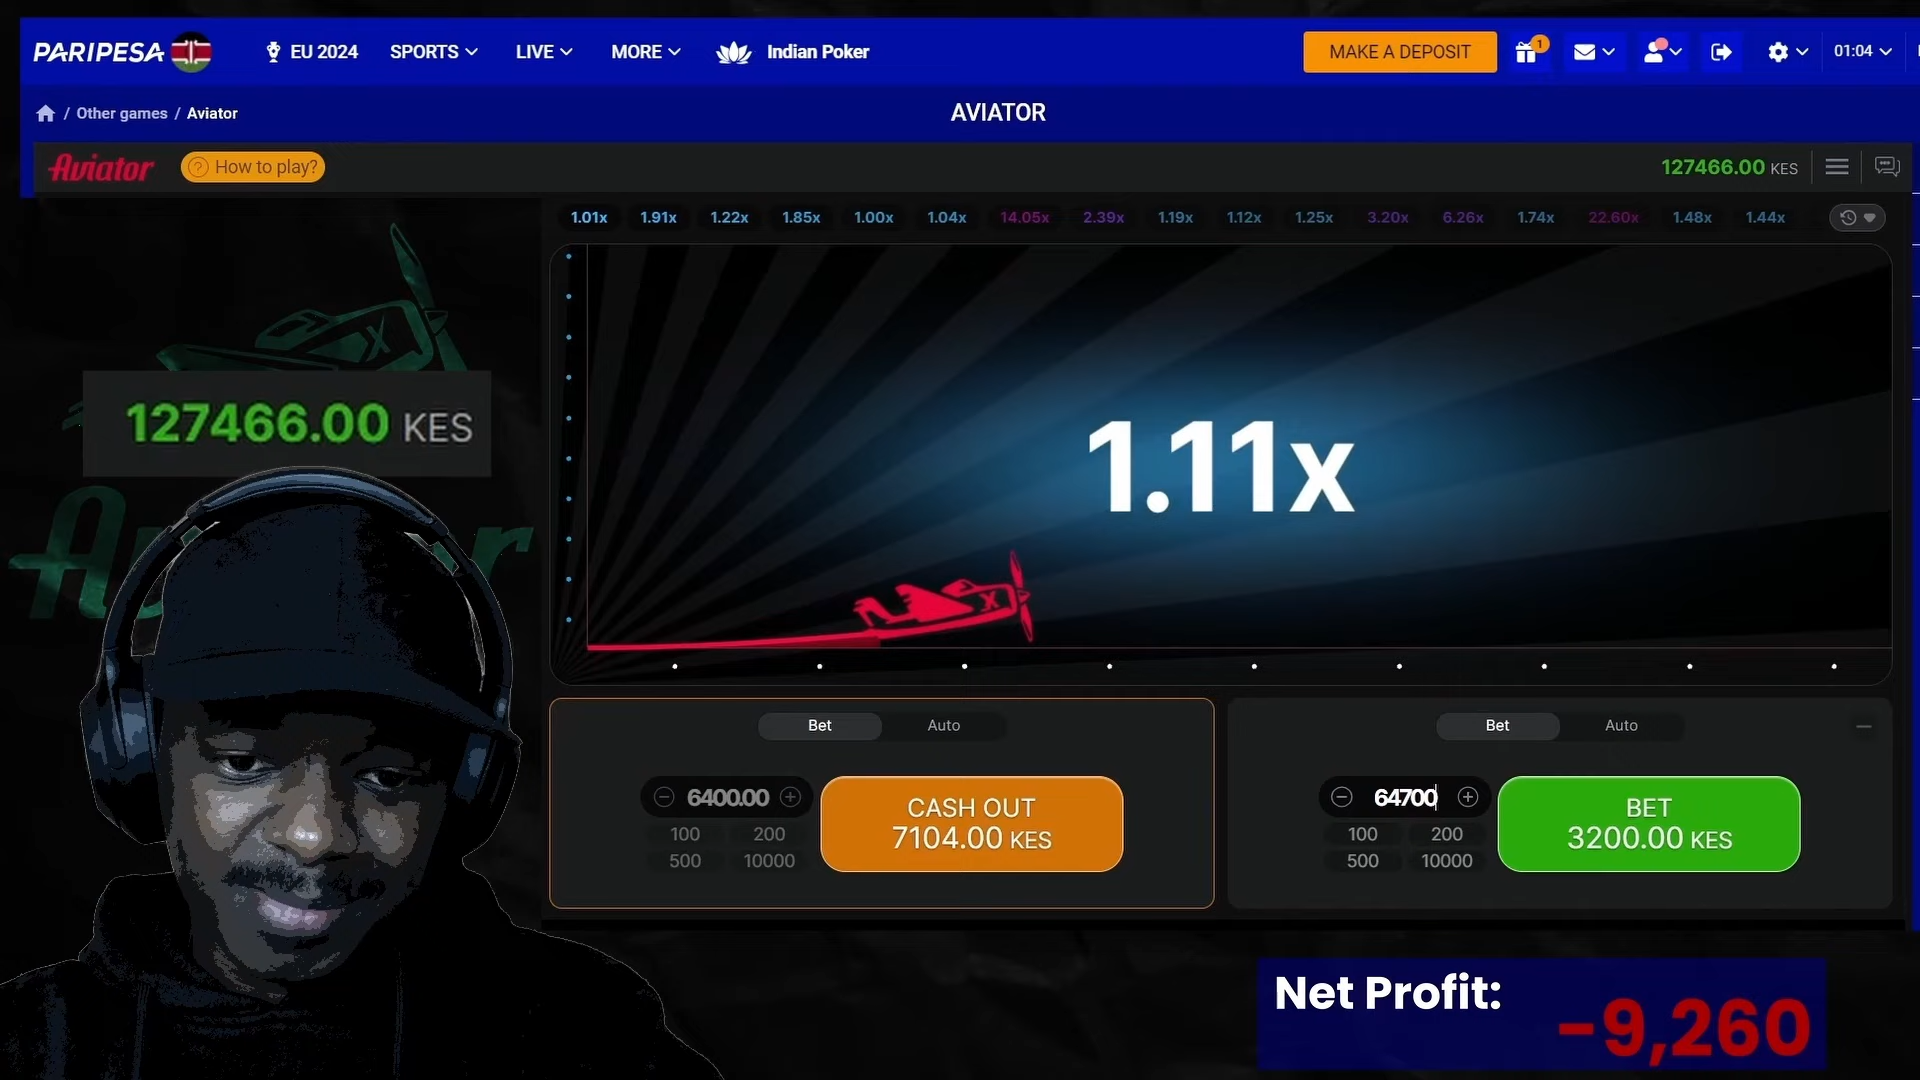 PARIPESA EU 2024 SPORTS LIVE MORE Indian Poker MAKE A DEPOSIT 1 01:04
/ Other games / Aviator AVIATOR
Aviator ? How to play? 127466.00 KES
1.01x 1.91x 1.22x 1.85x 1.00x 1.04x 14.05x 2.39x 1.19x 1.12x 1.25x 3.20x 6.26x 1.74x 22.60x 1.48x 1.44x
X
127466.00 KES
1.11x
X
Bet Auto
6400.00
100 200
500 10000
CASH OUT
7104.00 KES
Bet Auto
64700
100 200
500 10000
BET
3200.00 KES
Net Profit:
-9,260